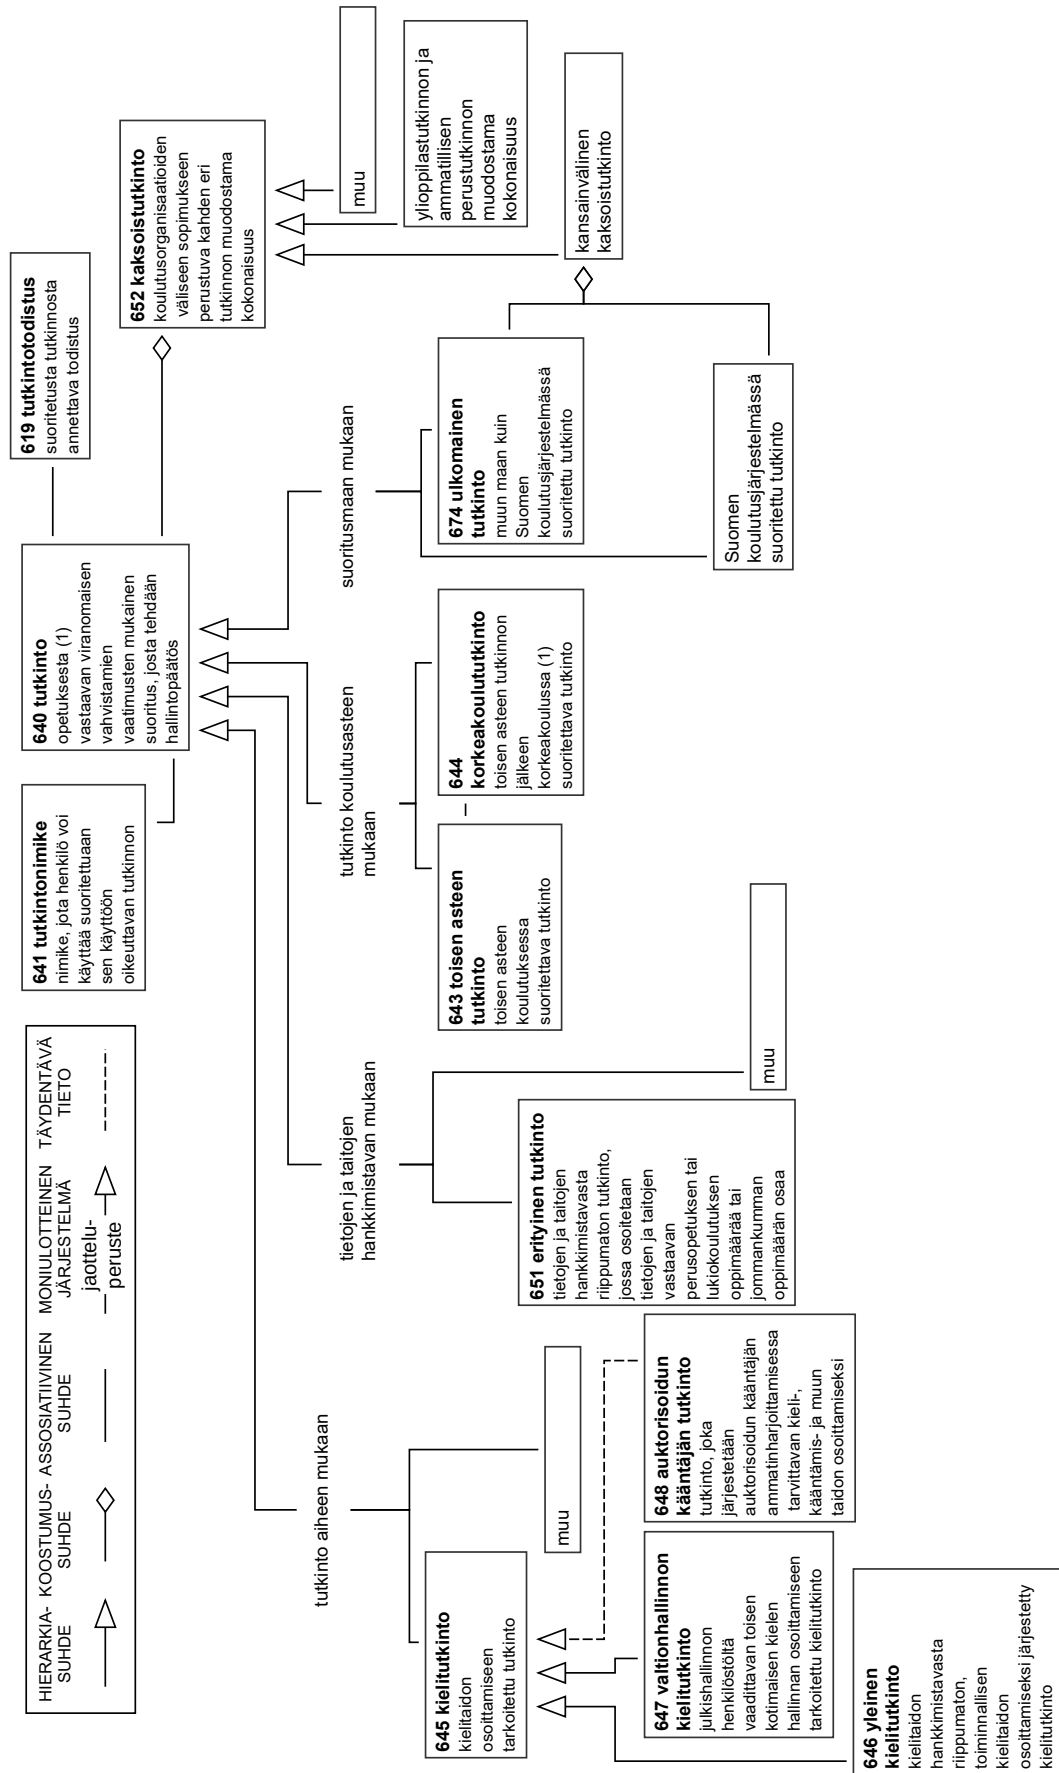 HIERARKIA-
SUHDE
KOOSTUMUS-
SUHDE
ASSOSIATIIVINEN
SUHDE
MONIULOTTEINEN
JÄRJESTELMÄ
jaottelu-
peruste
TÄYDENTÄVÄ
TIETO
641 tutkintonimike
nimike, jota henkilö voi
käyttää suoritettuaan
sen käyttöön
oikeuttavan tutkinnon
640 tutkinto
opetuksesta (1)
vastaavan viranomaisen
vahvistamien
vaatimusten mukainen
suoritus, josta tehdään
hallintopäätös
619 tutkintotodistus
suoritetusta tutkinnosta
annettava todistus
652 kaksoistutkinto
koulutusorganisaatioiden
väliseen sopimukseen
perustuva kahden eri
tutkinnon muodostama
kokonaisuus
tutkinto aiheen mukaan
tietojen ja taitojen
hankkimistavan mukaan
tutkinto koulutusasteen
mukaan
suoritusmaan mukaan
muu
ylioppilastutkinnon ja
ammatillisen
perustutkinnon
muodostama
kokonaisuus
kansainvälinen
kaksoistutkinto
645 kielitutkinto
kielitaidon
osoittamiseen
tarkoitettu tutkinto
muu
651 erityinen tutkinto
tietojen ja taitojen
hankkimistavasta
riippumaton tutkinto,
jossa osoitetaan
tietojen ja taitojen
vastaavan
perusopetuksen tai
lukiokoulutuksen
oppimäärää tai
jommankumman
oppimäärän osaa
muu
643 toisen asteen
tutkinto
toisen asteen
koulutuksessa
suoritettava tutkinto
644
korkeakoulututkinto
toisen asteen tutkinnon
jälkeen
korkeakoulussa (1)
suoritettava tutkinto
674 ulkomainen
tutkinto
muun maan kuin
Suomen
koulutusjärjestelmässä
suoritettu tutkinto
Suomen
koulutusjärjestelmässä
suoritettu tutkinto
647 valtionhallinnon
kielitutkinto
julkishallinnon
henkilöstöltä
vaadittavan toisen
kotimaisen kielen
hallinnan osoittamiseen
tarkoitettu kielitutkinto
648 auktorisoidun
kääntäjän tutkinto
tutkinto, joka
järjestetään
auktorisoidun kääntäjän
ammatinharjoittamisessa
tarvittavan kieli-,
kääntämis- ja muun
taidon osoittamiseksi
646 yleinen
kielitutkinto
kielitaidon
hankkimistavasta
riippumaton,
toiminnallisen
kielitaidon
osoittamiseksi järjestetty
kielitutkinto